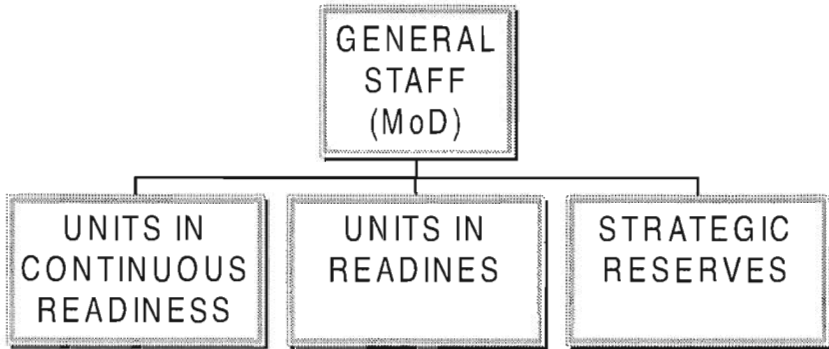 GENERAL
STAFF
(MoD)
UNITS IN
CONTINUOUS
READINESS
UNITS IN
READINES
STRATEGIC
RESERVES